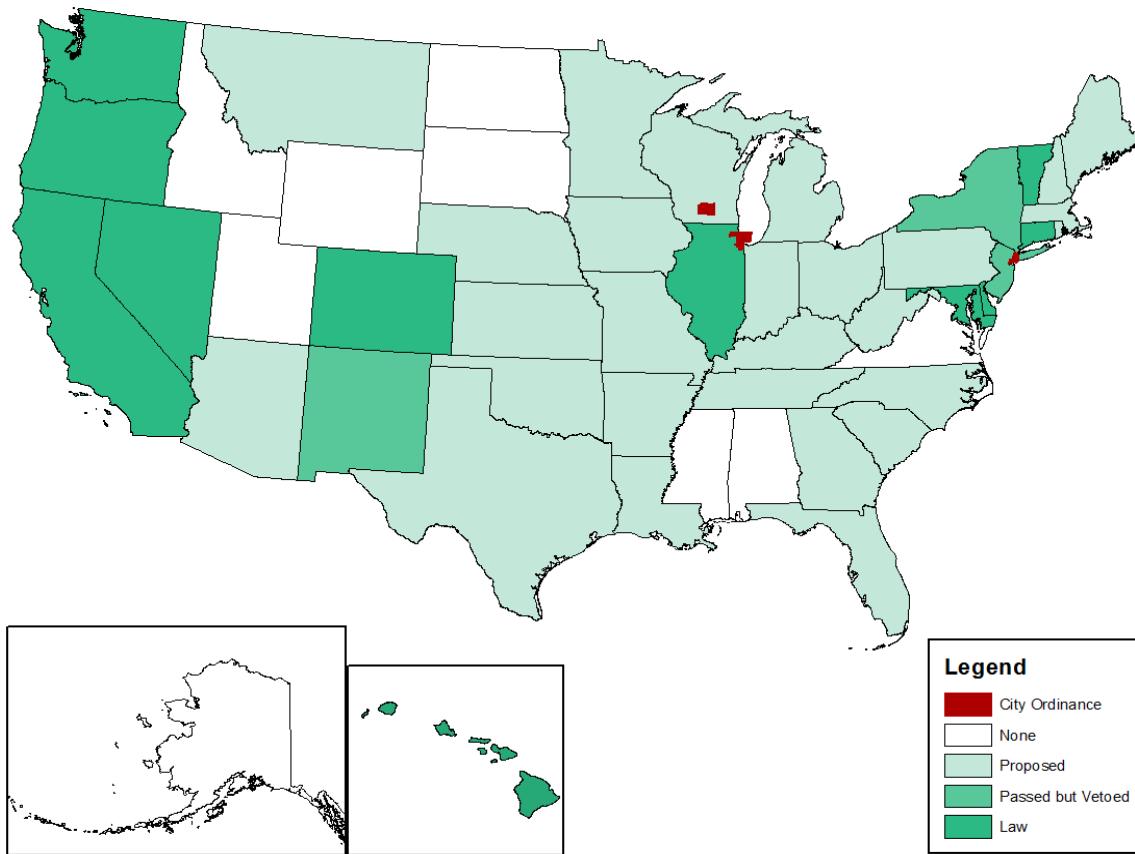 Legend
City Ordinance
None
Proposed
Passed but Vetoed
Law